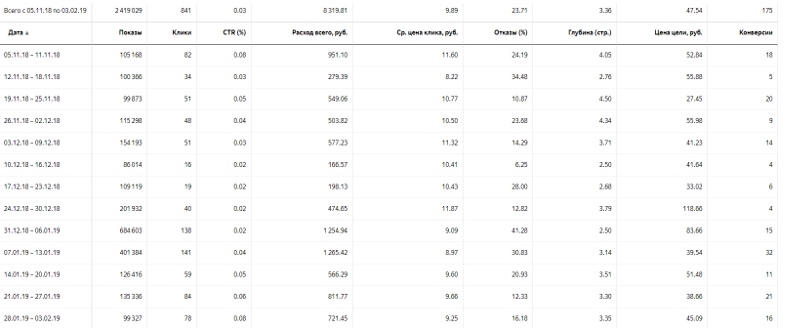 Всего с 05.11.18 по 03.02.19 2 419 029 841 0.03 8 319.81 9.89 23.71 3.36 47.54 175
Дата Показы Клики CTR (%) Расход всего, руб. Ср. цена клика, руб. Отказы (%) Глубина (стр.) Цена цели, руб. Конверсии
05.11.18 – 11.11.18 105 168 82 0.08 951.10 11.60 24.19 4.05 52.84 18
12.11.18 – 18.11.18 100 366 34 0.03 279.39 8.22 34.48 2.76 55.88 5
19.11.18 – 25.11.18 99 873 51 0.05 549.06 10.77 10.87 4.50 27.45 20
26.11.18 – 02.12.18 115 298 48 0.04 503.82 10.50 23.68 4.34 55.98 9
03.12.18 – 09.12.18 154 193 51 0.03 577.23 11.32 14.29 3.71 41.23 14
10.12.18 – 16.12.18 86 014 16 0.02 166.57 10.41 6.25 2.50 41.64 4
17.12.18 – 23.12.18 109 119 19 0.02 198.13 10.43 28.00 2.68 33.02 6
24.12.18 – 30.12.18 201 932 40 0.02 474.65 11.87 12.82 3.79 118.66 4
31.12.18 – 06.01.19 684 603 138 0.02 1 254.94 9.09 41.28 2.50 83.66 15
07.01.19 – 13.01.19 401 384 141 0.04 1 265.42 8.97 30.83 3.14 39.54 32
14.01.19 – 20.01.19 126 416 59 0.05 566.29 9.60 20.93 3.51 51.48 11
21.01.19 – 27.01.19 135 336 84 0.06 811.77 9.66 12.33 3.30 38.66 21
28.01.19 – 03.02.19 99 327 78 0.08 721.45 9.25 16.18 3.35 45.09 16